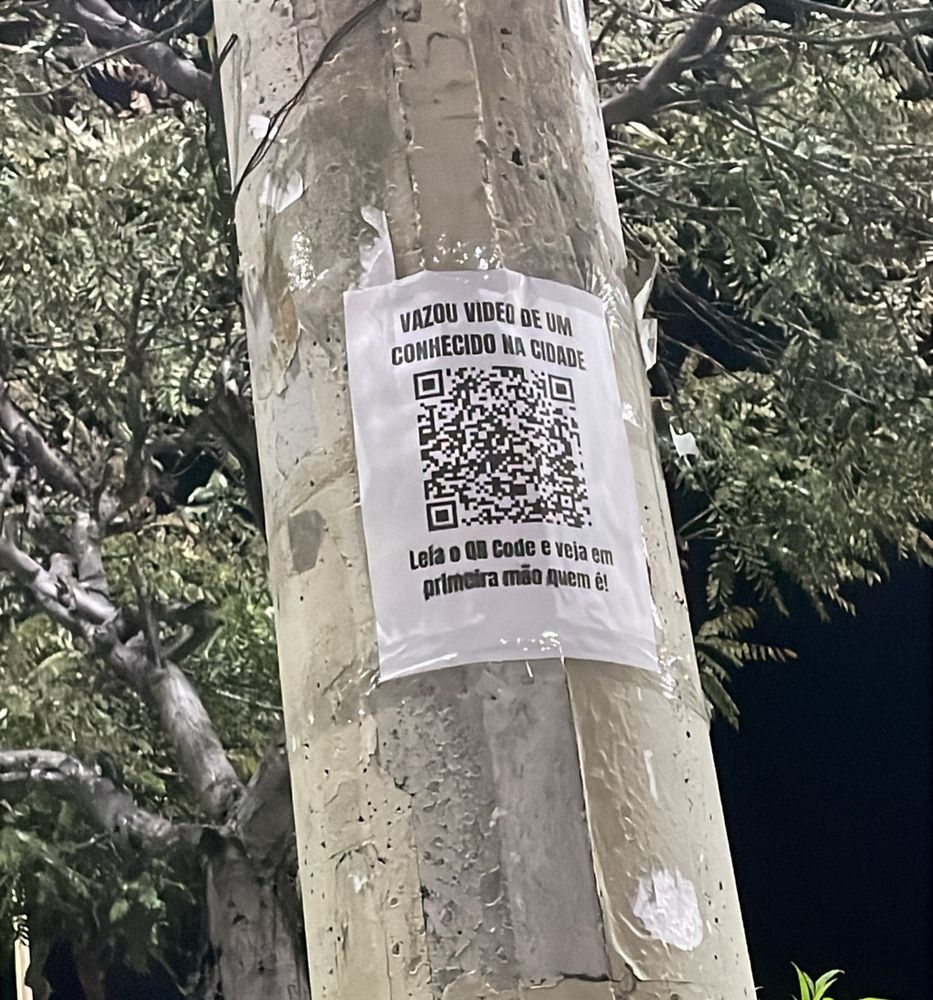 VAZOU VIDEO DE UM
CONHECIDO NA CIDADE
Leia o QR Code e veja em
primeira mão quem é!